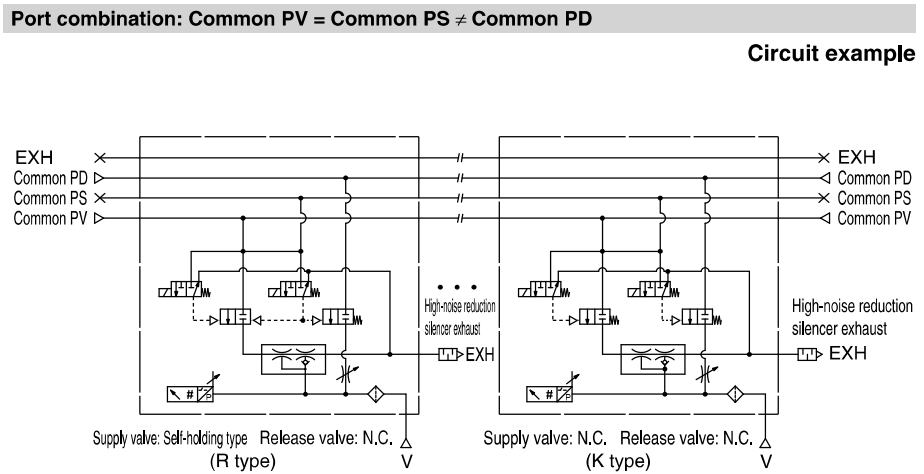 Port combination: Common PV = Common PS ≠ Common PD
Circuit example
EXH
Common PD
Common PS
Common PV
EXH
Common PD
Common PS
Common PV
High-noise reduction
silencer exhaust
EXH
High-noise reduction
silencer exhaust
EXH
#
P
#
P
Supply valve: Self-holding type Release valve: N.C.
(R type)
V
Supply valve: N.C. Release valve: N.C.
(K type)
V